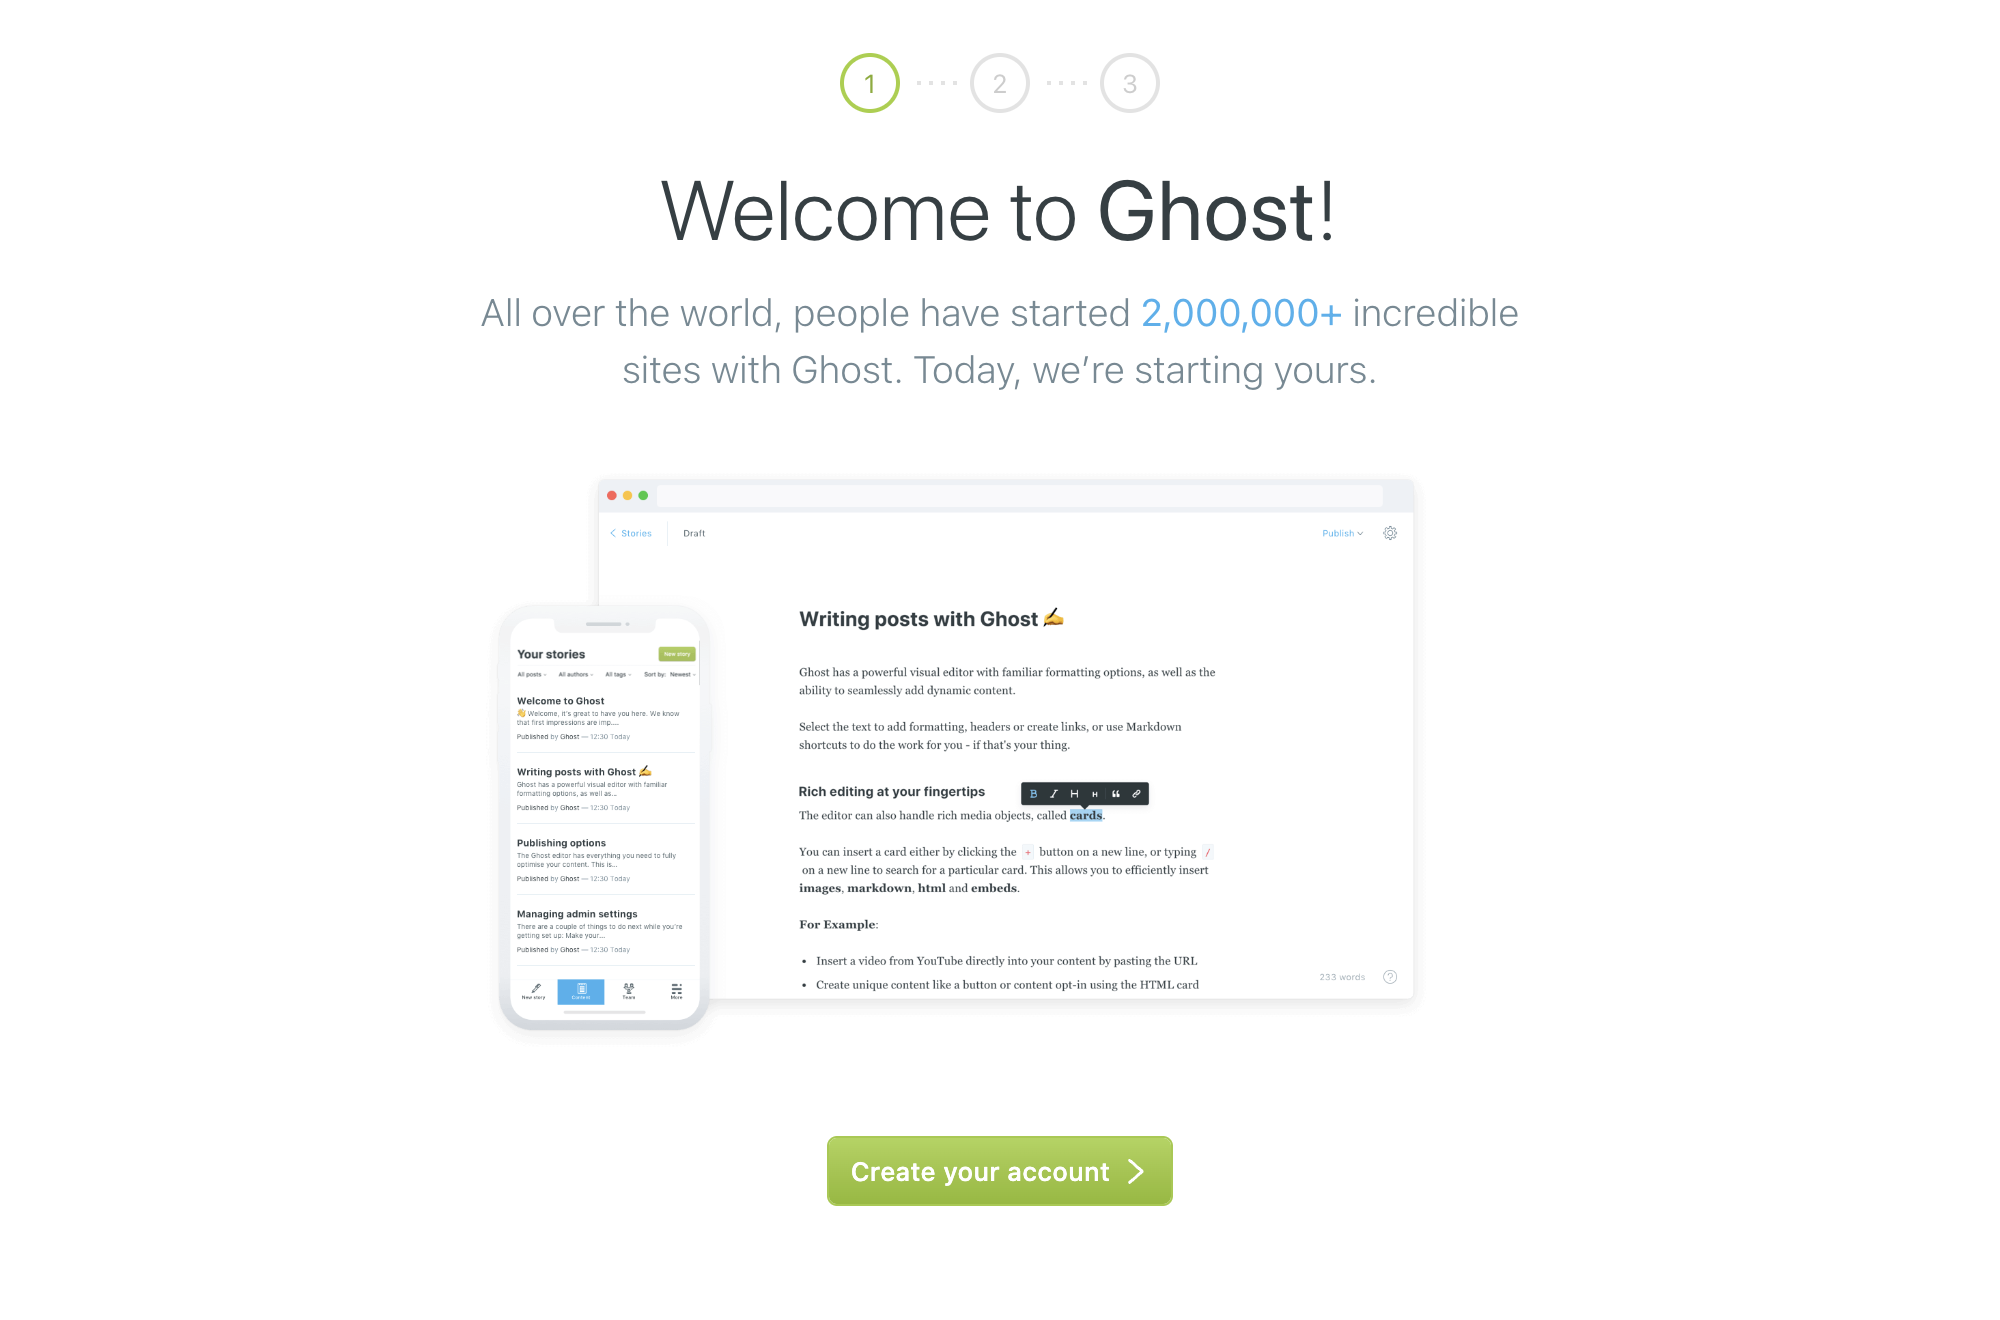 1
2
3
Welcome to Ghost!
All over the world, people have started 2,000,000+ incredible
sites with Ghost. Today, we’re starting yours.
Stories
Draft
Publish
Writing posts with Ghost ✍️
Ghost has a powerful visual editor with familiar formatting options, as well as the
ability to seamlessly add dynamic content.
Select the text to add formatting, headers or create links, or use Markdown
shortcuts to do the work for you - if that's your thing.
Rich editing at your fingertips
B I H H
The editor can also handle rich media objects, called cards.
You can insert a card either by clicking the + button on a new line, or typing /
on a new line to search for a particular card. This allows you to efficiently insert
images, markdown, html and embeds.
For Example:
• Insert a video from YouTube directly into your content by pasting the URL
• Create unique content like a button or content opt-in using the HTML card
233 words
?
Your stories
New story
All posts
All authors
All tags
Sort by: Newest
Welcome to Ghost
👋 Welcome, it's great to have you here. We know
that first impressions are imp....
Published by Ghost — 12:30 Today
Writing posts with Ghost ✍️
Ghost has a powerful visual editor with familiar
formatting options, as well as...
Published by Ghost — 12:30 Today
Publishing options
The Ghost editor has everything you need to fully
optimise your content. This is...
Published by Ghost — 12:30 Today
Managing admin settings
There are a couple of things to do next while you're
getting set up: Make your...
Published by Ghost — 12:30 Today
New story
Content
Team
More
Create your account